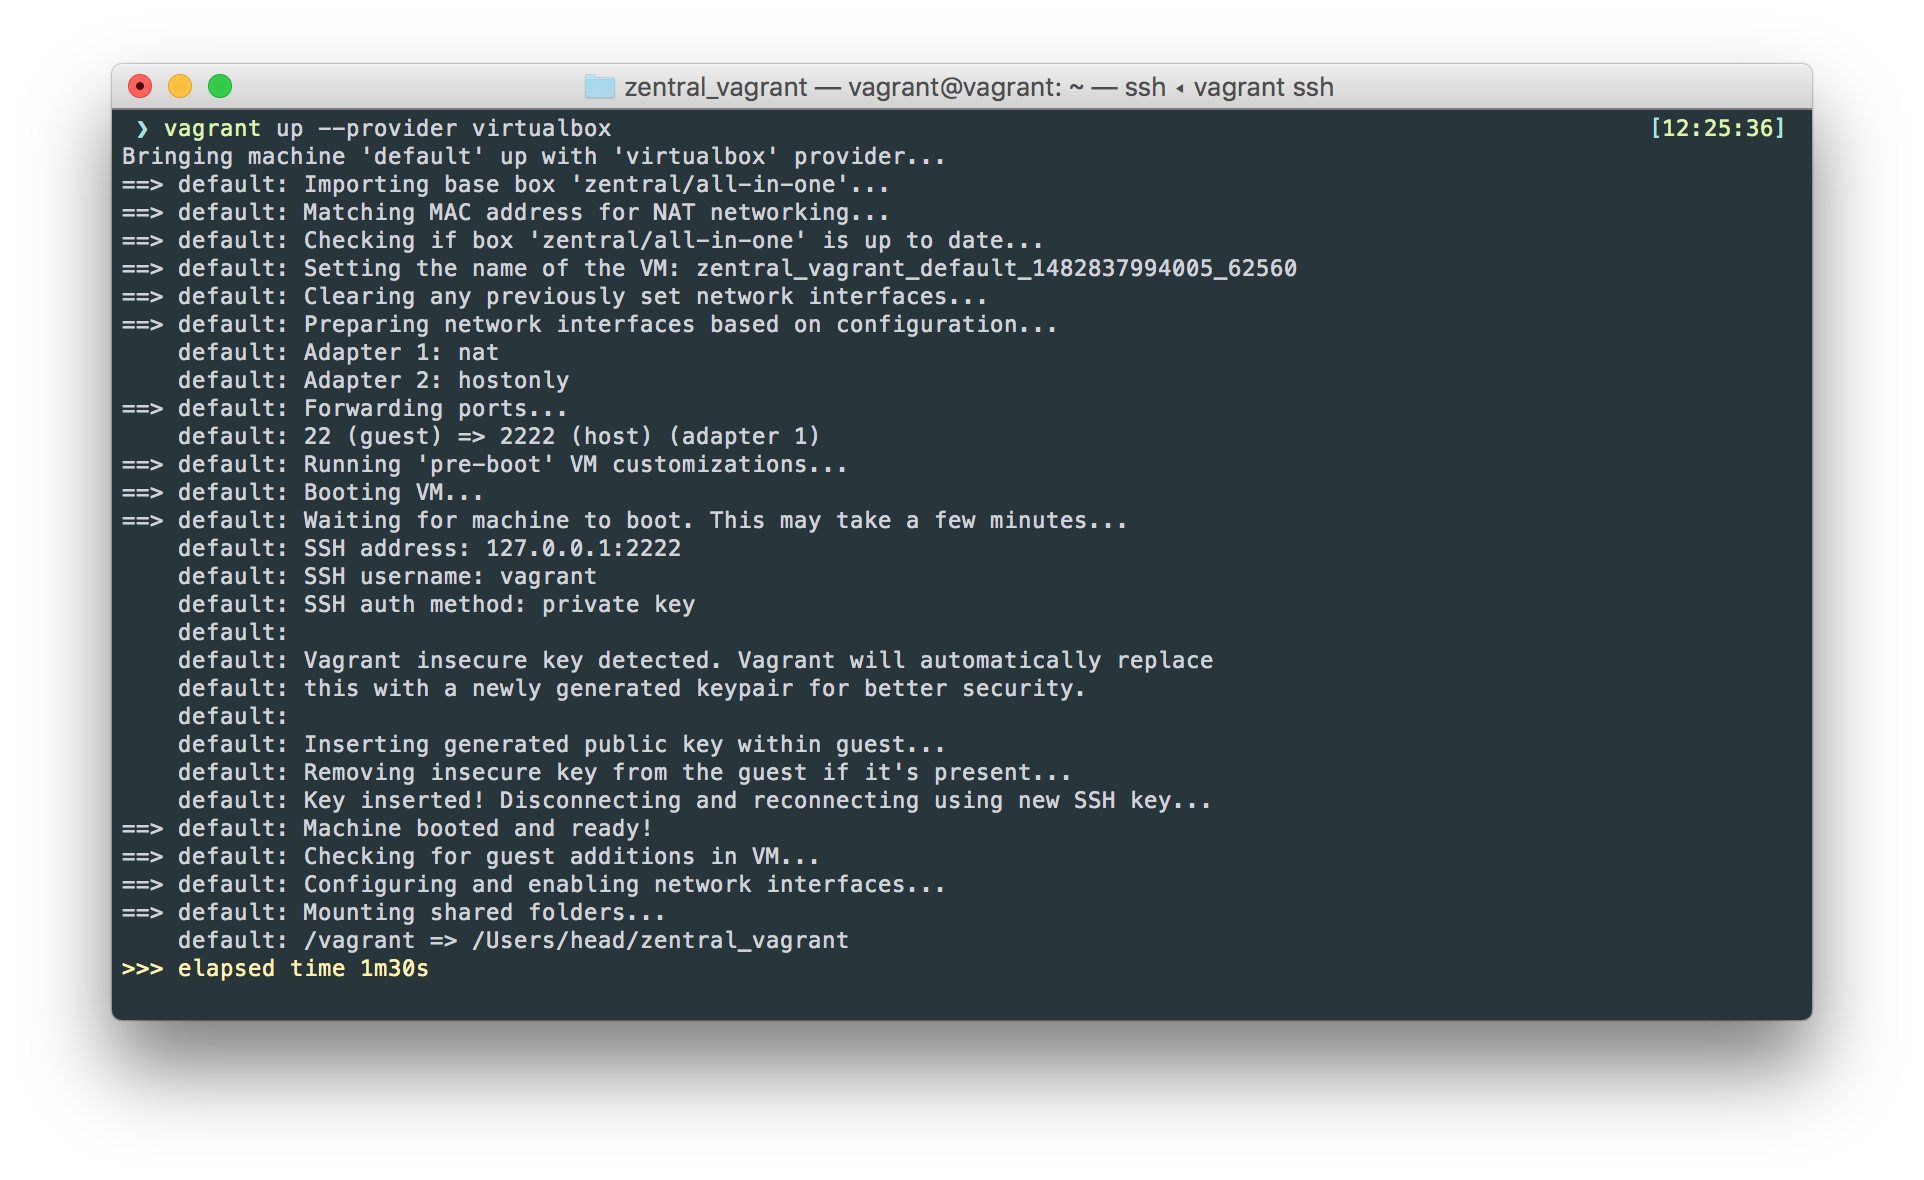 zentral_vagrant — vagrant@vagrant: ~ — ssh ◂ vagrant ssh
❯ vagrant up --provider virtualbox [12:25:36]
Bringing machine 'default' up with 'virtualbox' provider...
==> default: Importing base box 'zentral/all-in-one'...
==> default: Matching MAC address for NAT networking...
==> default: Checking if box 'zentral/all-in-one' is up to date...
==> default: Setting the name of the VM: zentral_vagrant_default_1482837994005_62560
==> default: Clearing any previously set network interfaces...
==> default: Preparing network interfaces based on configuration...
    default: Adapter 1: nat
    default: Adapter 2: hostonly
==> default: Forwarding ports...
    default: 22 (guest) => 2222 (host) (adapter 1)
==> default: Running 'pre-boot' VM customizations...
==> default: Booting VM...
==> default: Waiting for machine to boot. This may take a few minutes...
    default: SSH address: 127.0.0.1:2222
    default: SSH username: vagrant
    default: SSH auth method: private key
    default:
    default: Vagrant insecure key detected. Vagrant will automatically replace
    default: this with a newly generated keypair for better security.
    default:
    default: Inserting generated public key within guest...
    default: Removing insecure key from the guest if it's present...
    default: Key inserted! Disconnecting and reconnecting using new SSH key...
==> default: Machine booted and ready!
==> default: Checking for guest additions in VM...
==> default: Configuring and enabling network interfaces...
==> default: Mounting shared folders...
    default: /vagrant => /Users/head/zentral_vagrant
>>> elapsed time 1m30s